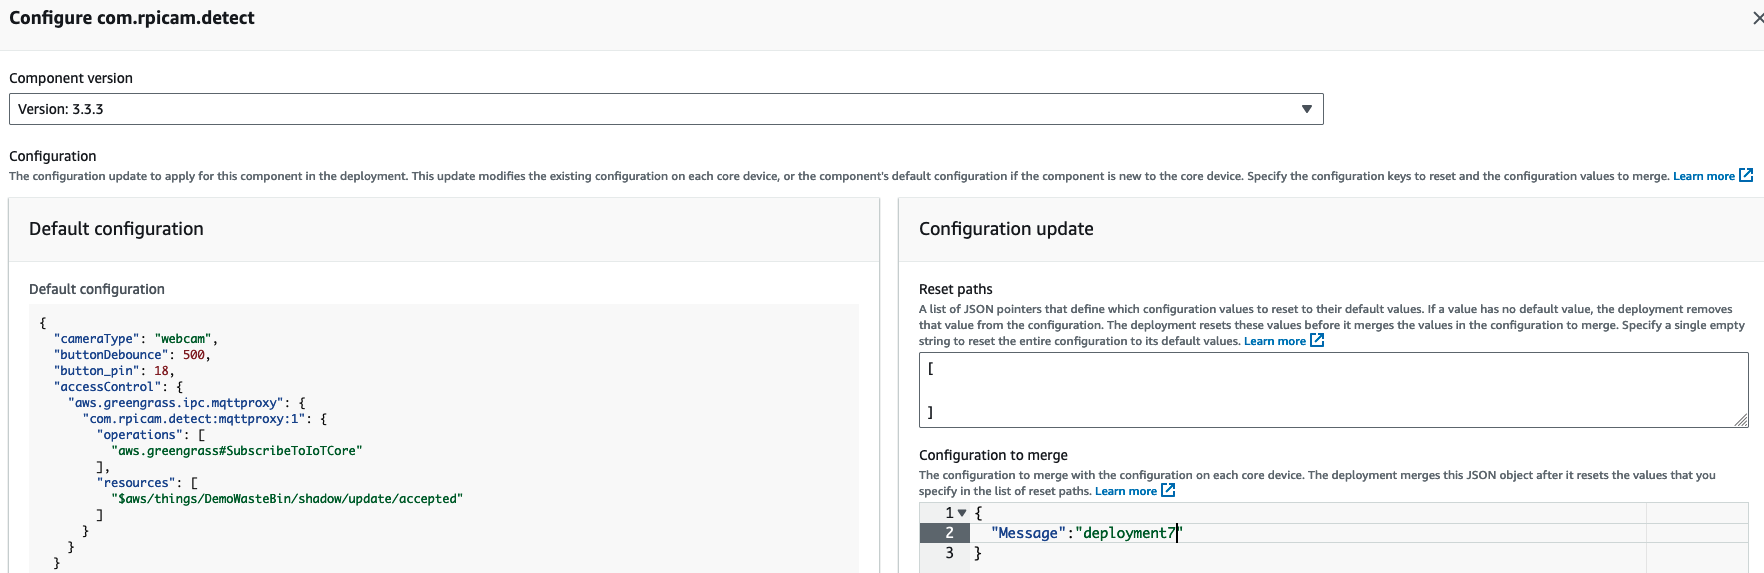 Configure com.rpicam.detect
Component version
Version: 3.3.3
Configuration
The configuration update to apply for this component in the deployment. This update modifies the existing configuration on each core device, or the component's default configuration if the component is new to the core device. Specify the configuration keys to reset and the configuration values to merge. Learn more
Default configuration
Default configuration
{
  "cameraType": "webcam",
  "buttonDebounce": 500,
  "button_pin": 18,
  "accessControl": {
    "aws.greengrass.ipc.mqttproxy": {
      "com.rpicam.detect:mqttproxy:1": {
        "operations": [
          "aws.greengrass#SubscribeToIoTCore"
        ],
        "resources": [
          "$aws/things/DemoWasteBin/shadow/update/accepted"
        ]
      }
    }
  }
Configuration update
Reset paths
A list of JSON pointers that define which configuration values to reset to their default values. If a value has no default value, the deployment removes
that value from the configuration. The deployment resets these values before it merges the values in the configuration to merge. Specify a single empty
string to reset the entire configuration to its default values. Learn more
[
]
Configuration to merge
The configuration to merge with the configuration on each core device. The deployment merges this JSON object after it resets the values that you
specify in the list of reset paths. Learn more
1 {
2   "Message":"deployment7"
3 }